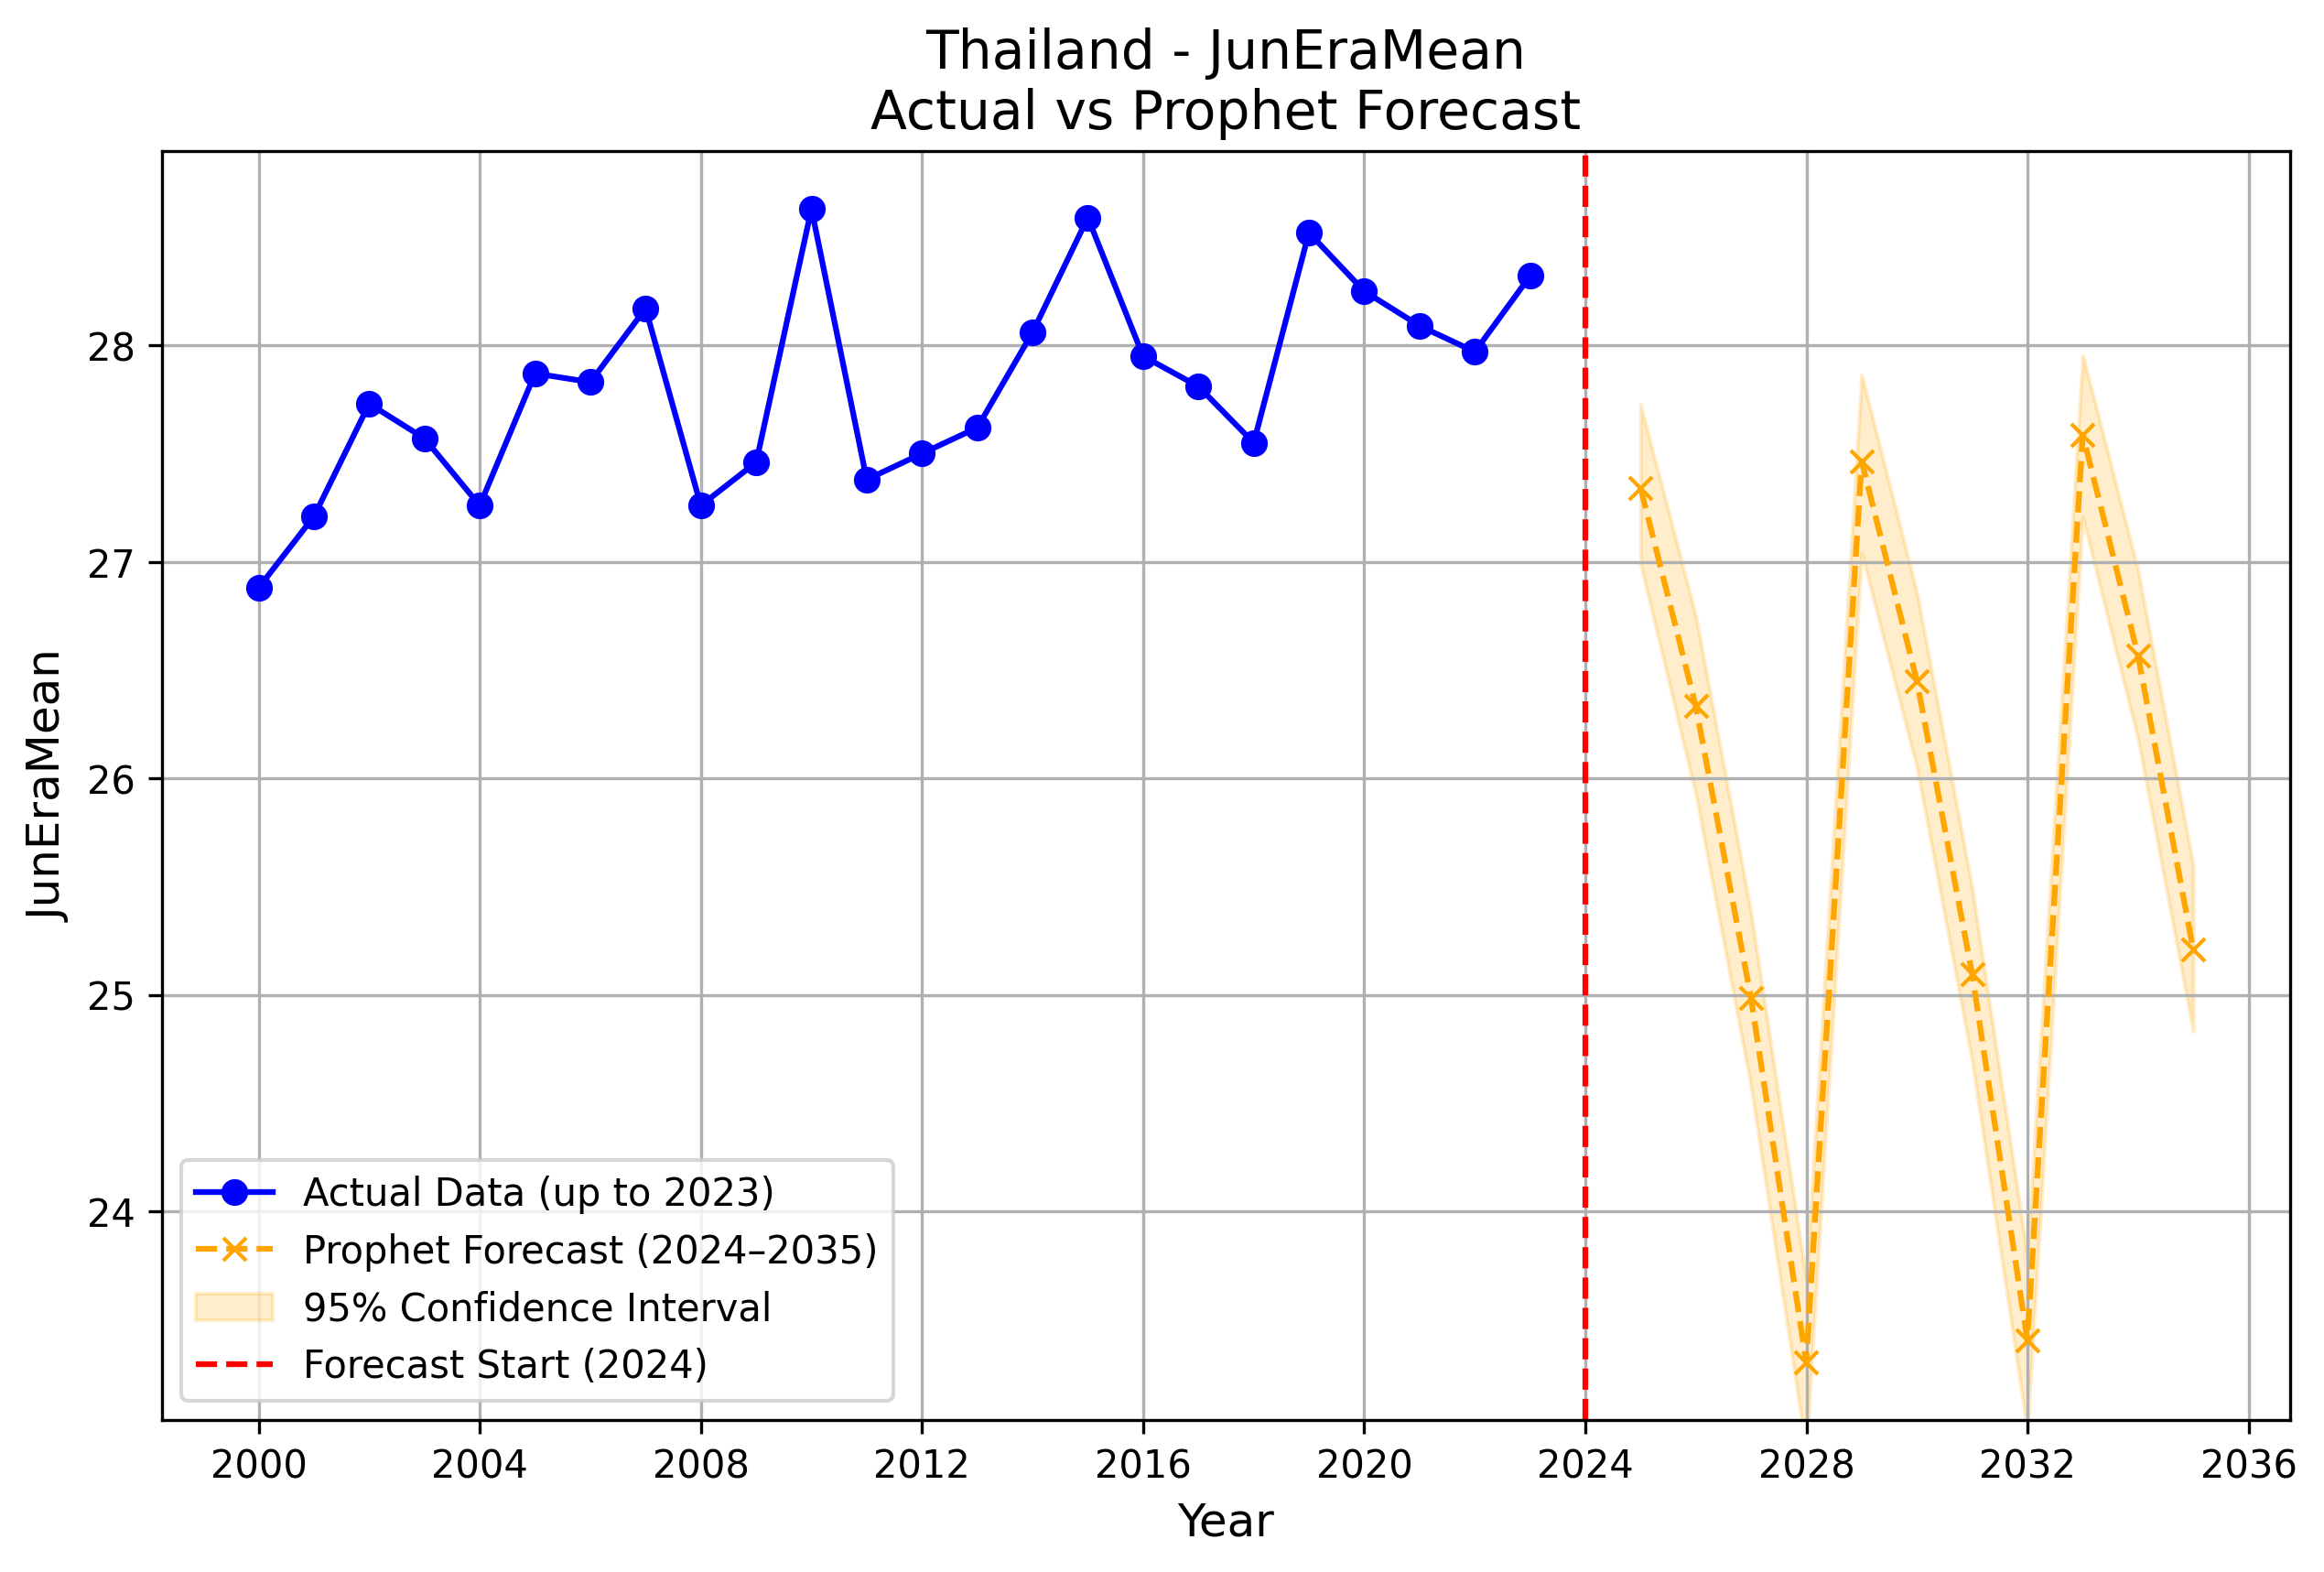 Thailand - JunEraMean
Actual vs Prophet Forecast
JunEraMean
28
27
26
25
24
Actual Data (up to 2023)
Prophet Forecast (2024–2035)
95% Confidence Interval
Forecast Start (2024)
2000 2004 2008 2012 2016 2020 2024 2028 2032 2036
Year